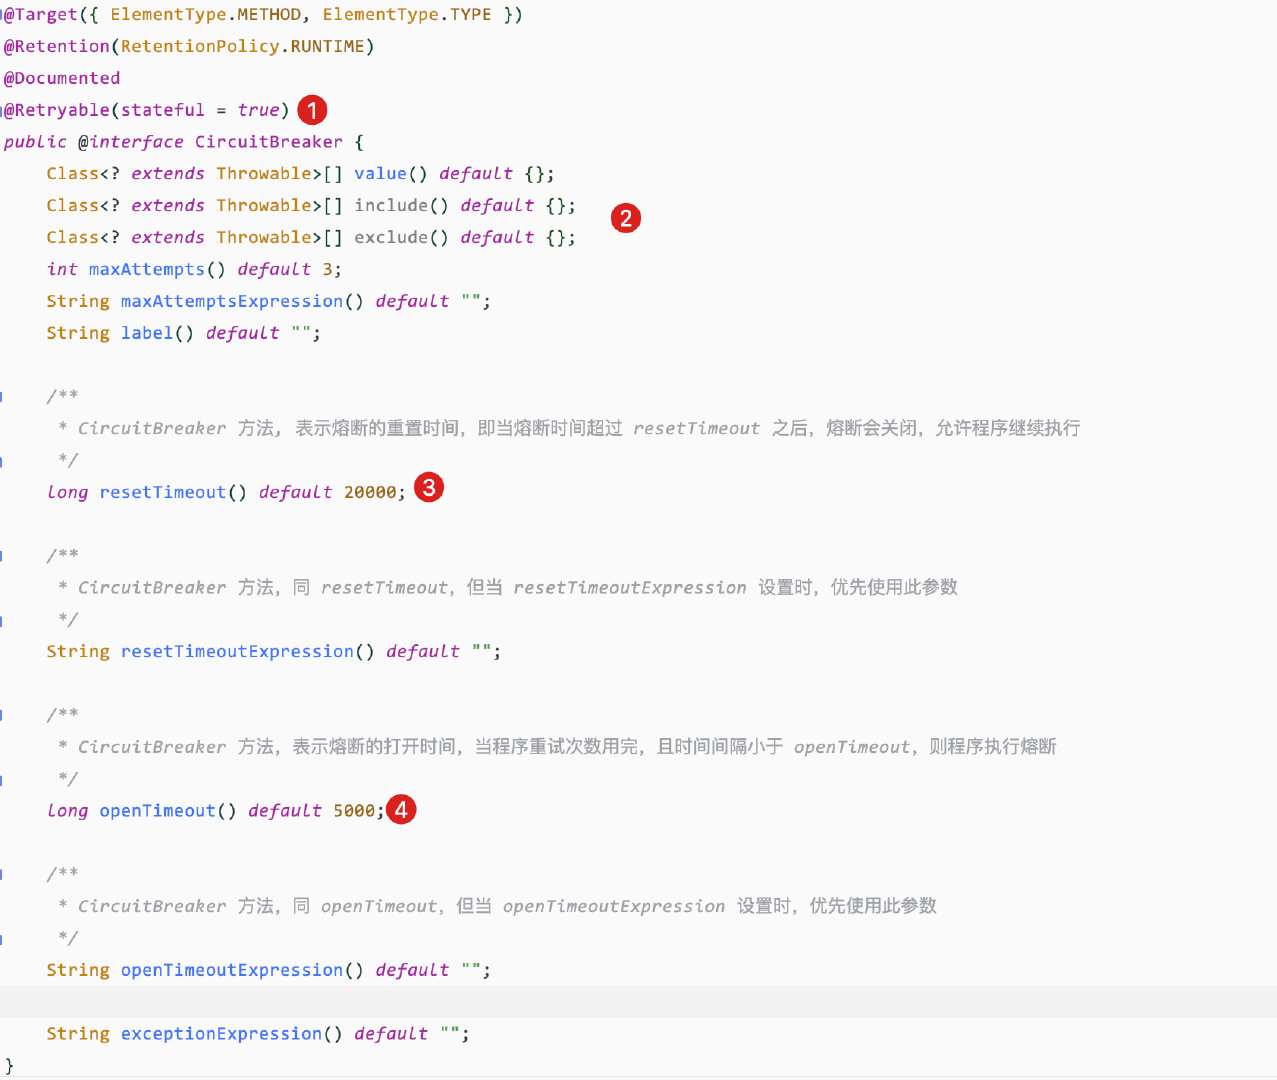 @Target({ ElementType.METHOD, ElementType.TYPE })
@Retention(RetentionPolicy.RUNTIME)
@Documented
@Retryable(stateful = true) 1
public @interface CircuitBreaker {
    Class<? extends Throwable>[] value() default {};
    Class<? extends Throwable>[] include() default {};
2
    Class<? extends Throwable>[] exclude() default {};
    int maxAttempts() default 3;
    String maxAttemptsExpression() default "";
    String label() default "";
    /**
     * CircuitBreaker 方法，表示熔断的重置时间，即当熔断时间超过 resetTimeout 之后，熔断会关闭，允许程序继续执行
     */
    long resetTimeout() default 20000; 3
    /**
     * CircuitBreaker 方法，同 resetTimeout，但当 resetTimeoutExpression 设置时，优先使用此参数
     */
    String resetTimeoutExpression() default "";
    /**
     * CircuitBreaker 方法，表示熔断的打开时间，当程序重试次数用完，且时间间隔小于 openTimeout，则程序执行熔断
     */
    long openTimeout() default 5000; 4
    /**
     * CircuitBreaker 方法，同 openTimeout，但当 openTimeoutExpression 设置时，优先使用此参数
     */
    String openTimeoutExpression() default "";
    String exceptionExpression() default "";
}